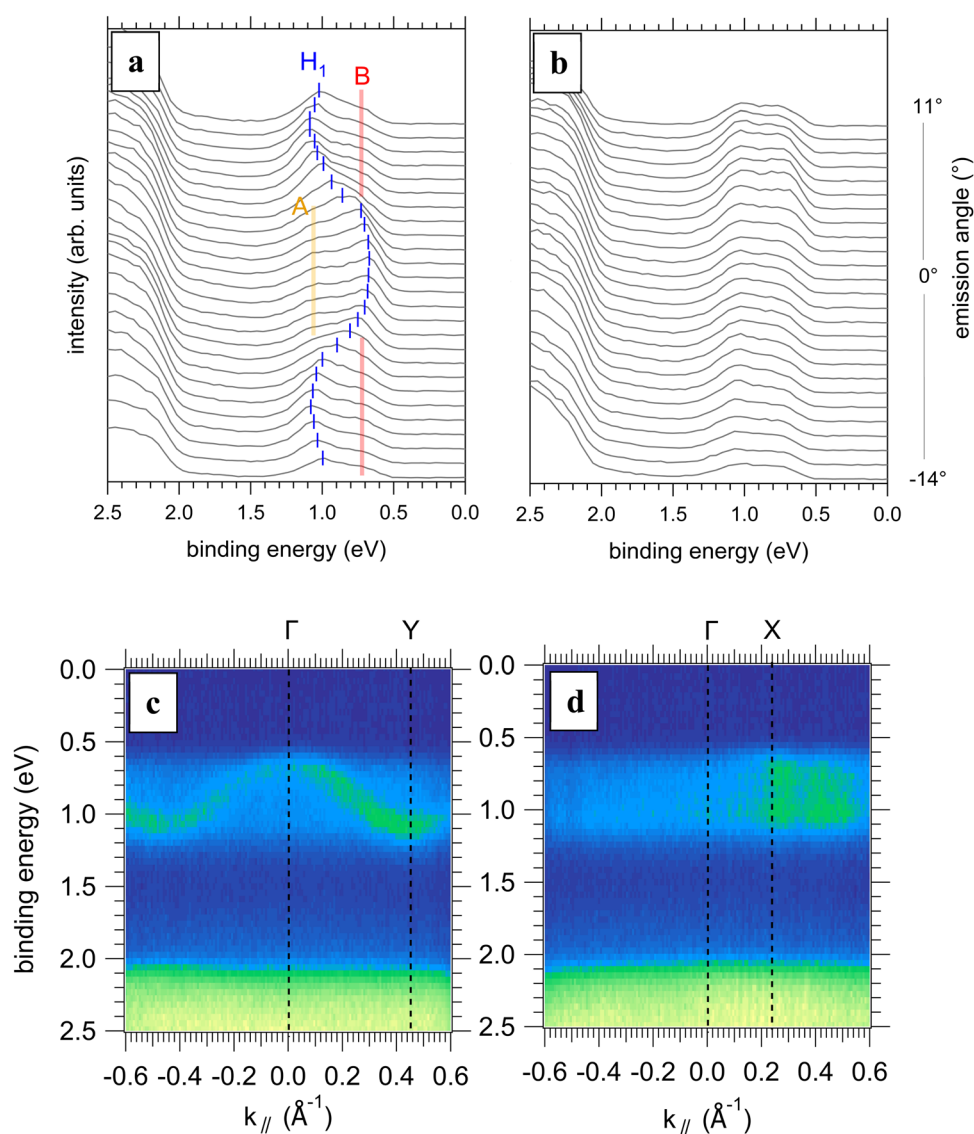 a
b
H₁
B
A
11°
0°
-14°
intensity (arb. units)
emission angle (°)
2.5 2.0 1.5 1.0 0.5 0.0
2.5 2.0 1.5 1.0 0.5 0.0
binding energy (eV)
binding energy (eV)
Γ Y
Γ X
c
d
0.0
0.5
1.0
1.5
2.0
2.5
0.0
0.5
1.0
1.5
2.0
2.5
binding energy (eV)
-0.6 -0.4 -0.2 0.0 0.2 0.4 0.6
-0.6 -0.4 -0.2 0.0 0.2 0.4 0.6
k// (Å⁻¹)
k// (Å⁻¹)